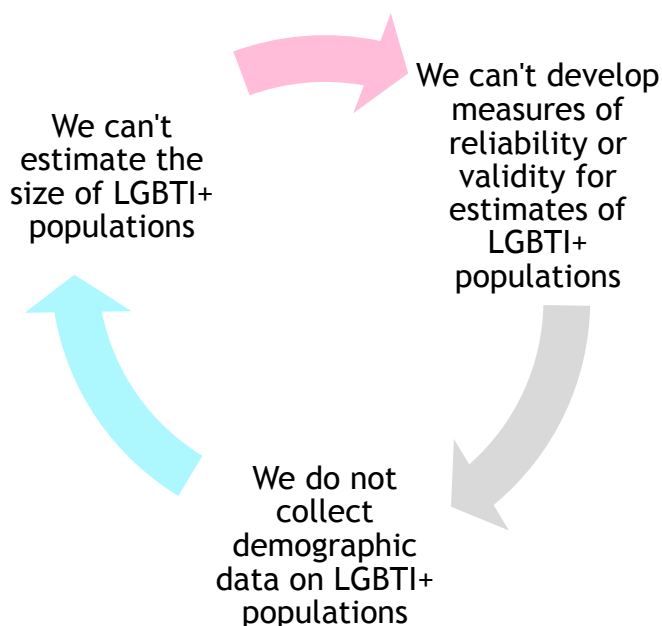 We can't
estimate the
size of LGBTI+
populations
We can't develop
measures of
reliability or
validity for
estimates of
LGBTI+
populations
We do not
collect
demographic
data on LGBTI+
populations